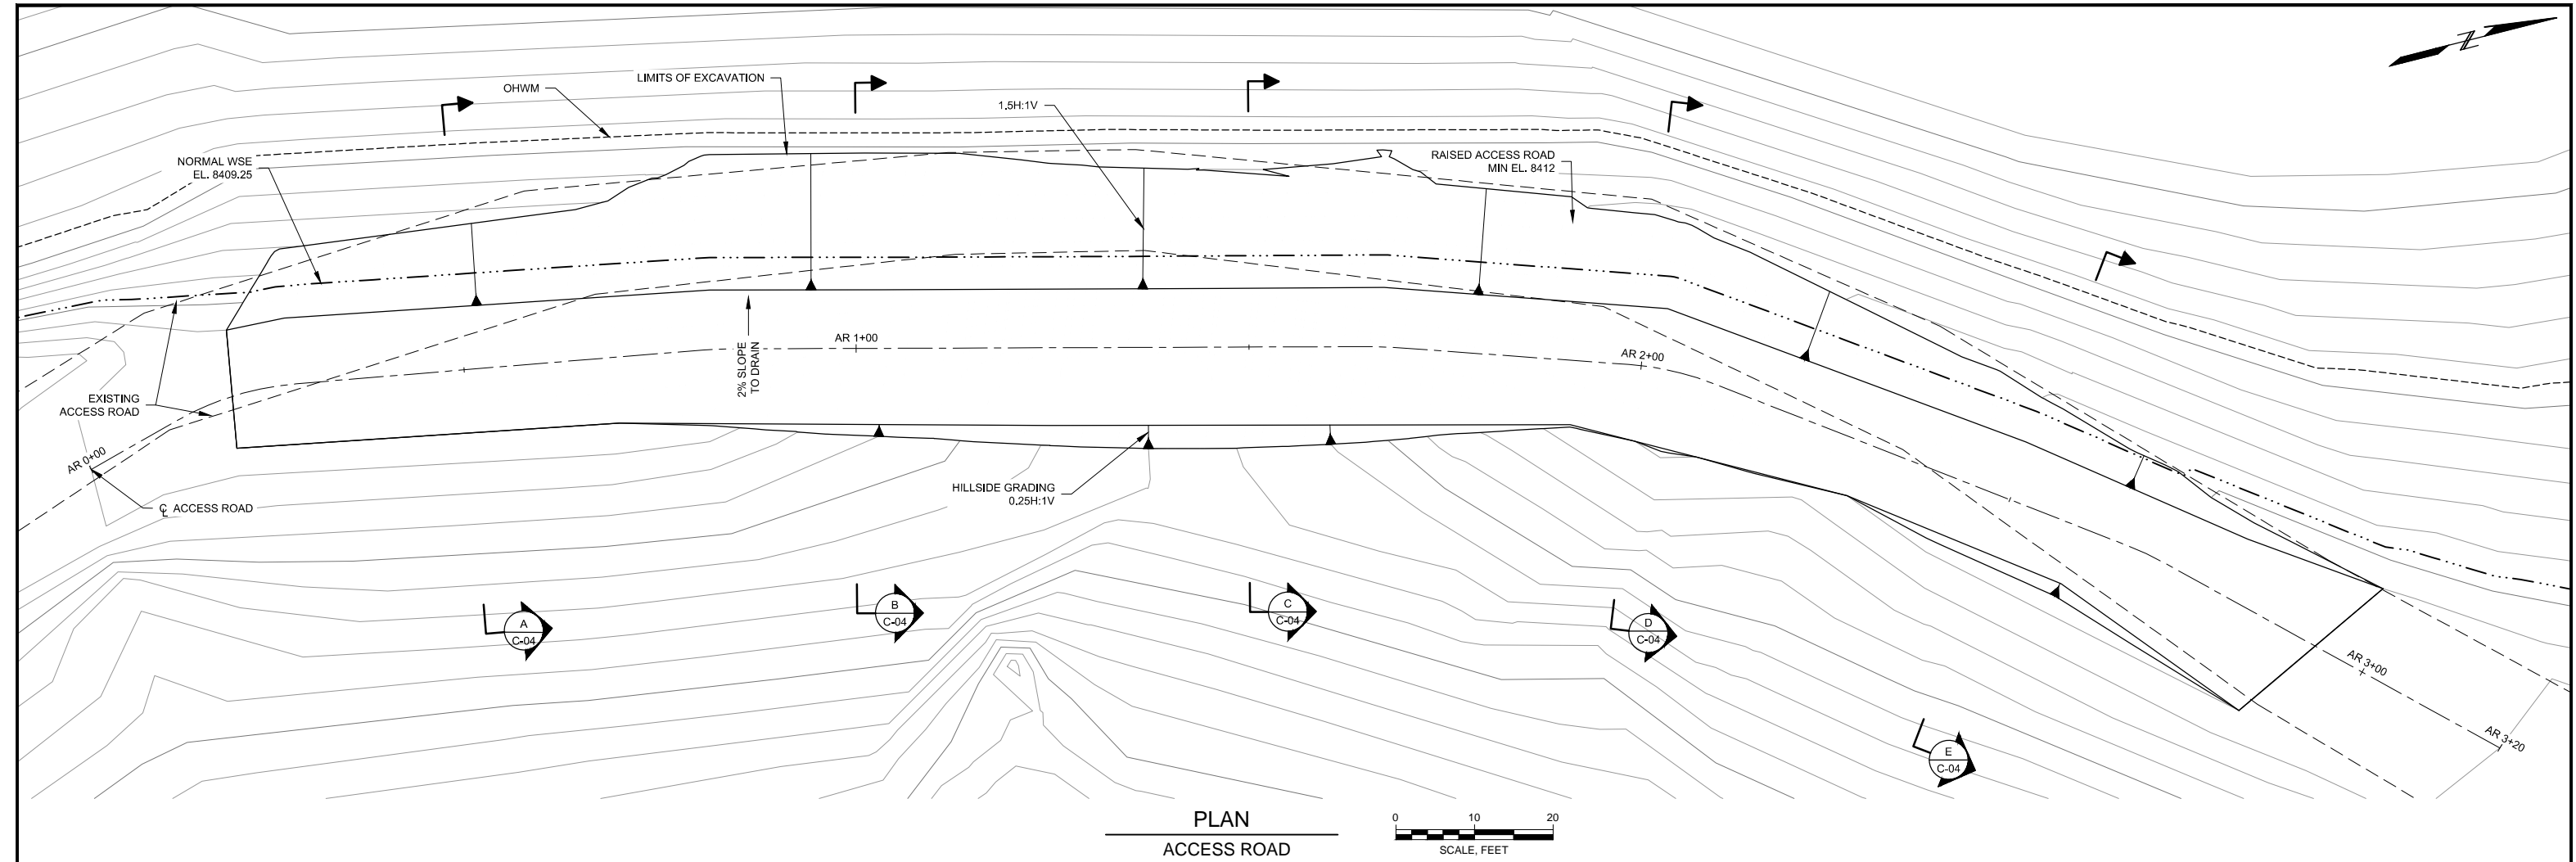 Z
LIMITS OF EXCAVATION
OHWM
1.5H:1V
NORMAL WSE
EL. 8409.25
RAISED ACCESS ROAD
MIN EL. 8412
AR 1+00
AR 2+00
2% SLOPE
TO DRAIN
EXISTING
ACCESS ROAD
AR 0+00
HILLSIDE GRADING
0.25H:1V
℄ ACCESS ROAD
A
C-04
B
C-04
C
C-04
D
C-04
AR 3+00
AR 3+20
E
C-04
PLAN
ACCESS ROAD
0 10 20
SCALE, FEET